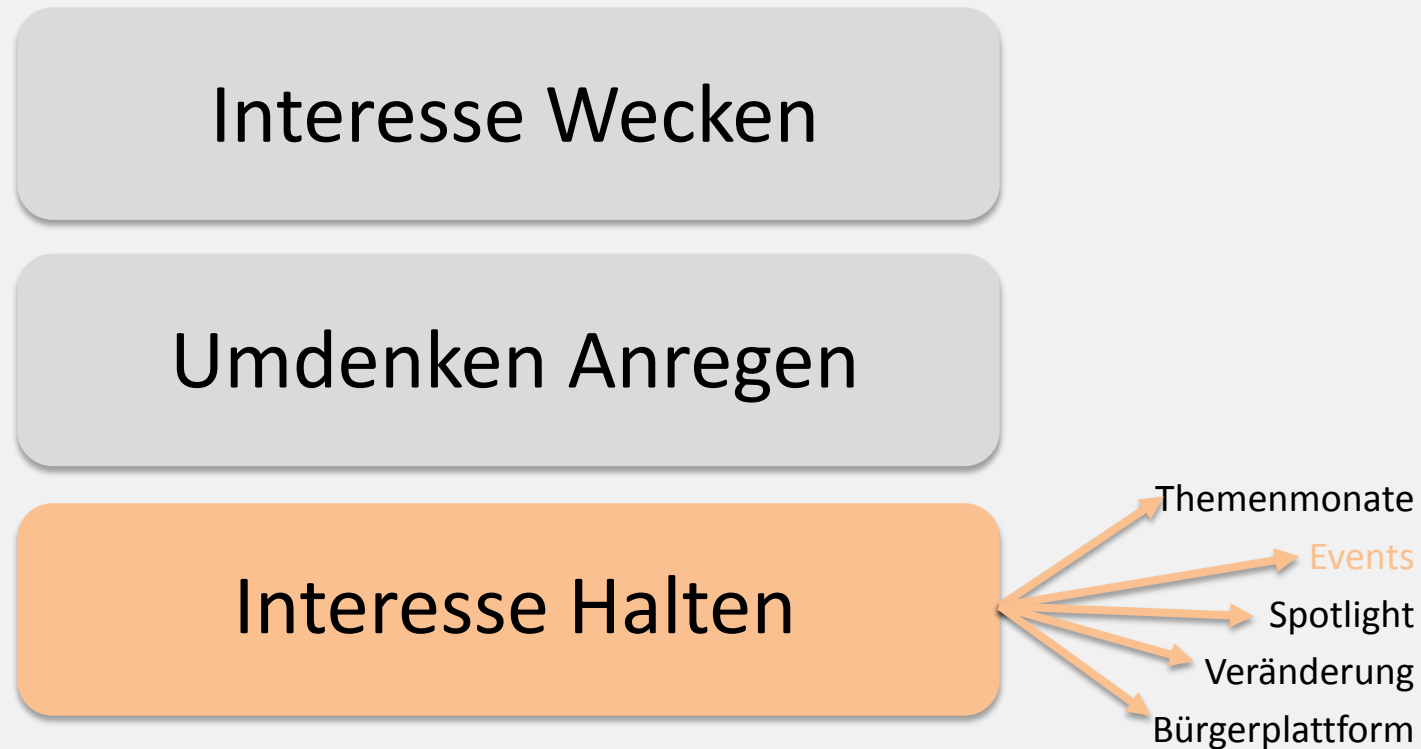 Interesse Wecken
Umdenken Anregen
Interesse Halten
Themenmonate
Events
Spotlight
Veränderung
Bürgerplattform